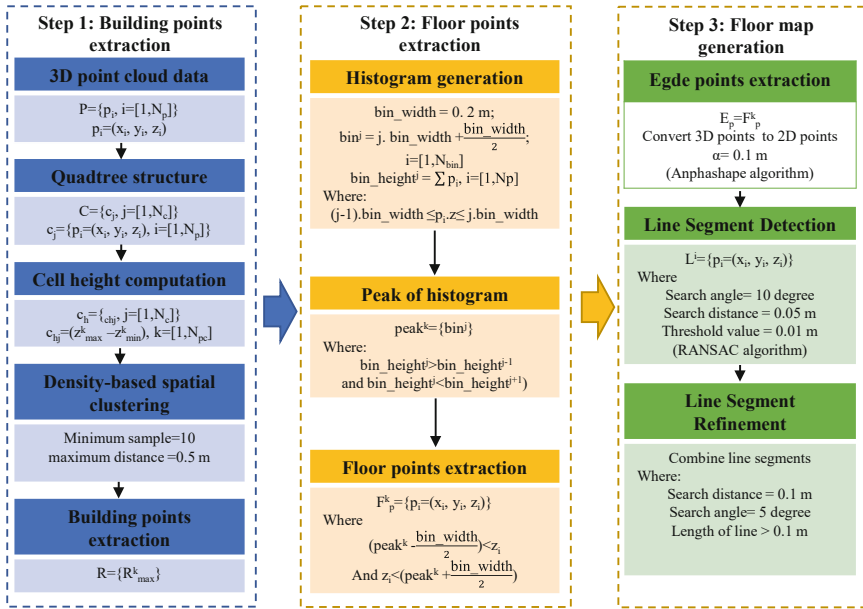 Step 1: Building points
extraction
3D point cloud data
P={pᵢ, i=[1,Nₚ]}
pᵢ=(xᵢ, yᵢ, zᵢ)
Quadtree structure
C={cⱼ, j=[1,N꜀]}
cⱼ={pᵢ=(xᵢ, yᵢ, zᵢ), i=[1,Nₚ]}
Cell height computation
cₕ={cₕⱼ, j=[1,N꜀]}
cₕⱼ=(zᵏmax –zᵏmin), k=[1,Npc]
Density-based spatial
clustering
Minimum sample=10
maximum distance =0.5 m
Building points
extraction
R={Rᵏmax}
Step 2: Floor points
extraction
Histogram generation
bin_width = 0. 2 m;
binʲ = j. bin_width +bin_width/2;
i=[1,Nbin]
bin_heightʲ = ∑ pᵢ, i=[1,Np]
Where:
(j-1).bin_width ≤pᵢ.z≤ j.bin_width
Peak of histogram
peakᵏ={binʲ}
Where:
bin_heightʲ>bin_heightʲ⁻¹
and bin_heightʲ<bin_heightʲ⁺¹)
Floor points extraction
Fᵏₚ={pᵢ=(xᵢ, yᵢ, zᵢ)}
Where
(peakᵏ -bin_width/2)<zᵢ
And zᵢ<(peakᵏ +bin_width/2)
Step 3: Floor map
generation
Egde points extraction
Eₚ=Fᵏₚ
Convert 3D points to 2D points
α= 0.1 m
(Anphashape algorithm)
Line Segment Detection
Lⁱ={pᵢ=(xᵢ, yᵢ, zᵢ)}
Where
Search angle= 10 degree
Search distance = 0.05 m
Threshold value = 0.01 m
(RANSAC algorithm)
Line Segment
Refinement
Combine line segments
Where:
Search distance = 0.1 m
Search angle= 5 degree
Length of line > 0.1 m